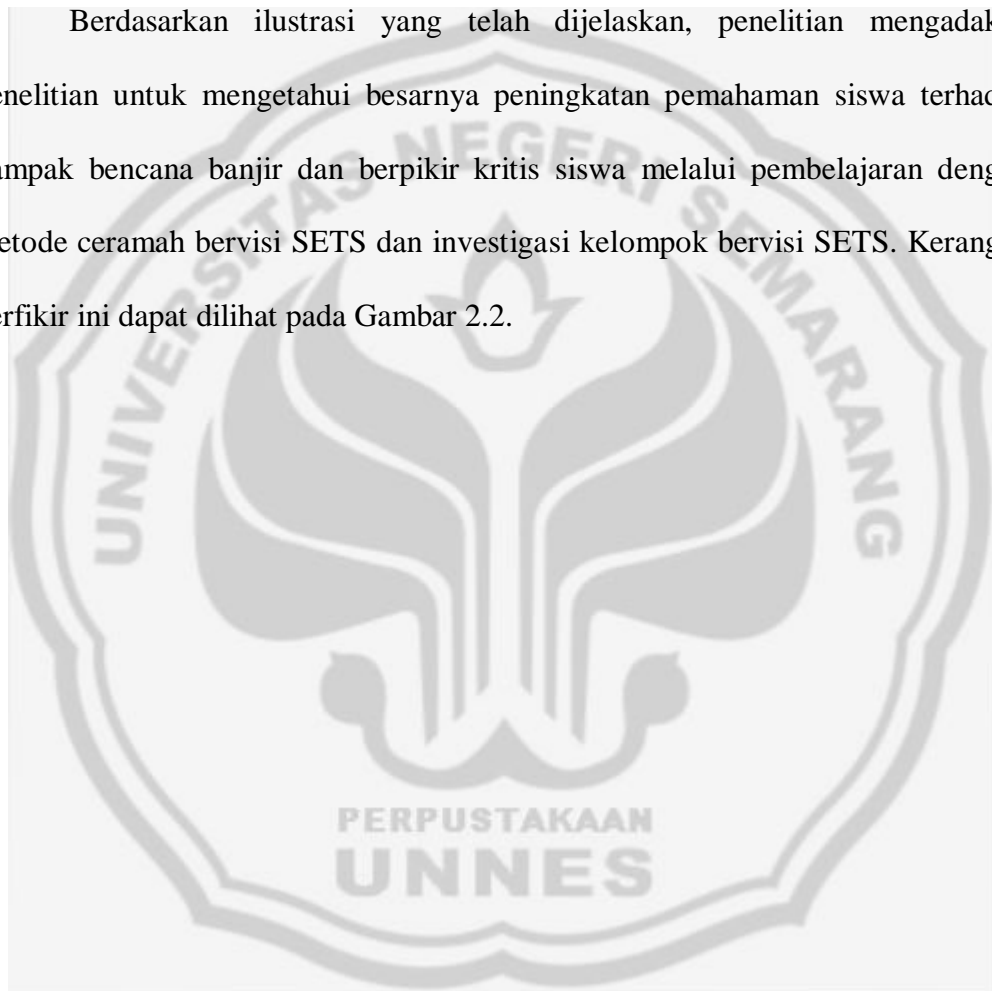 Berdasarkan ilustrasi yang telah dijelaskan, penelitian mengadak
enelitian untuk mengetahui besarnya peningkatan pemahaman siswa terhad
ampak bencana banjir dan berpikir kritis siswa melalui pembelajaran deng
etode ceramah bervisi SETS dan investigasi kelompok bervisi SETS. Kerang
erfikir ini dapat dilihat pada Gambar 2.2.
UNIVERSITAS NEGERI SEMARANG
PERPUSTAKAAN
UNNES